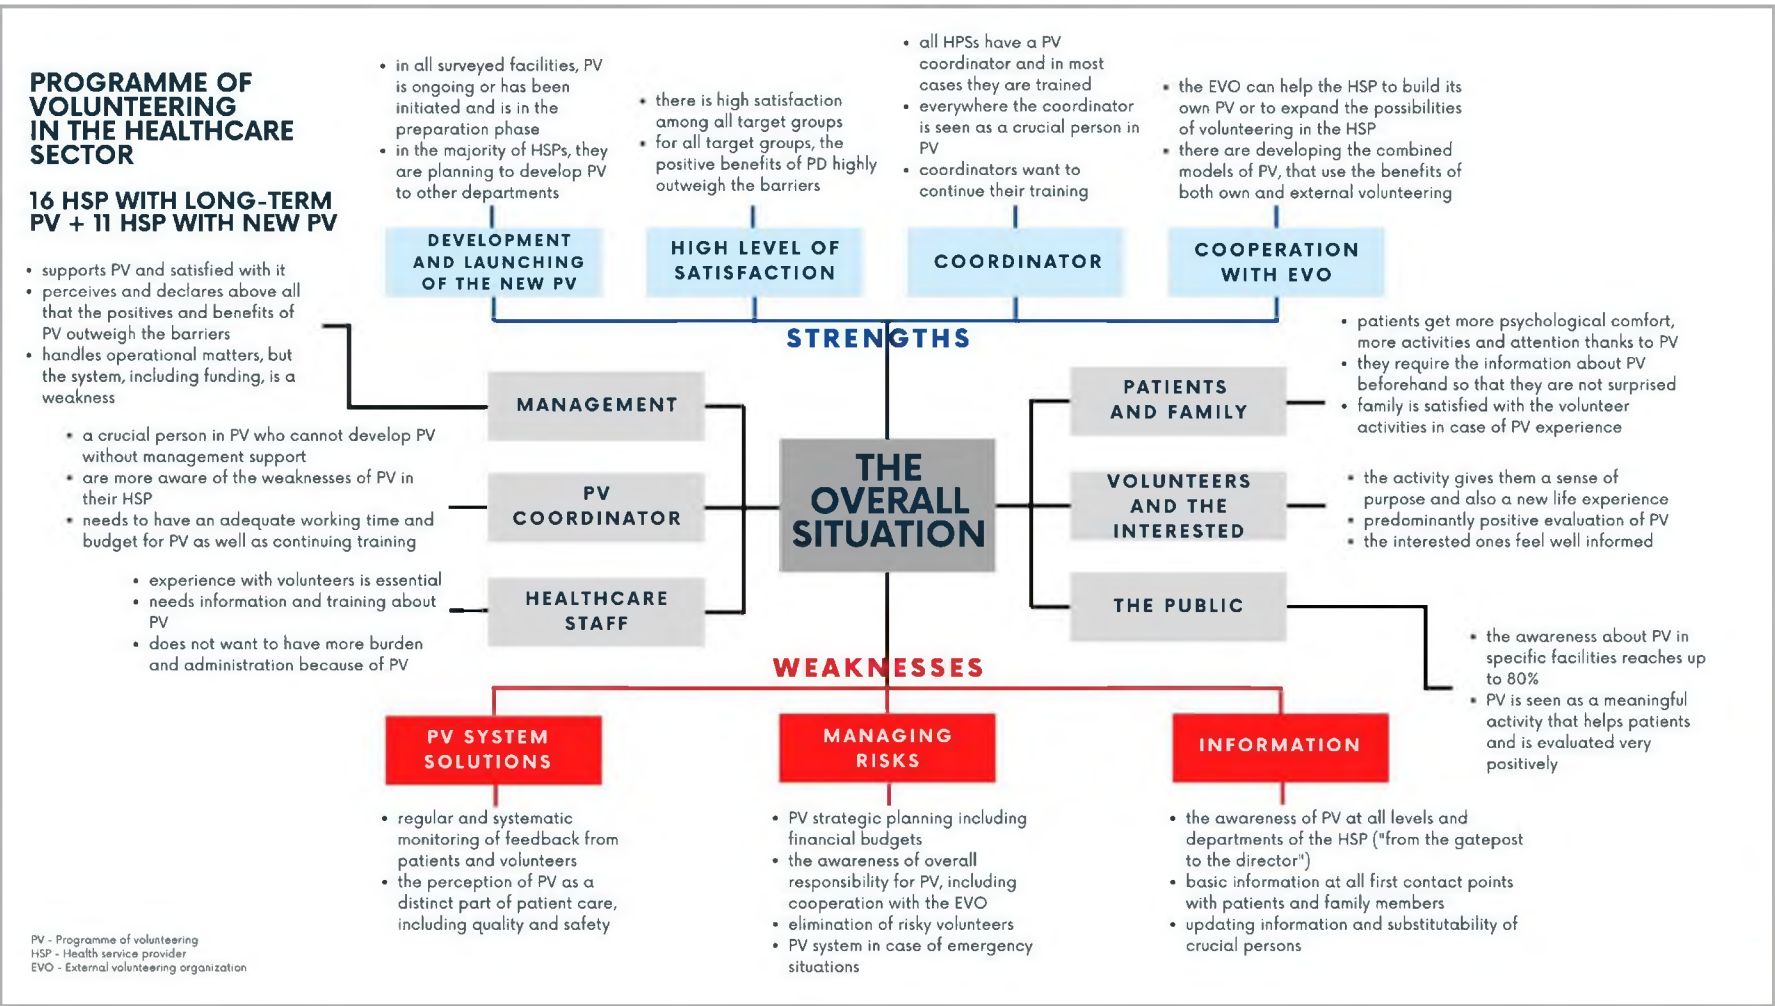 PROGRAMME OF
VOLUNTEERING
IN THE HEALTHCARE
SECTOR
16 HSP WITH LONG-TERM
PV + 11 HSP WITH NEW PV
• in all surveyed facilities, PV
is ongoing or has been
initiated and is in the
preparation phase
• in the majority of HSPs, they
are planning to develop PV
to other departments
• there is high satisfaction
among all target groups
• for all target groups, the
positive benefits of PD highly
outweigh the barriers
• all HPSs have a PV
coordinator and in most
cases they are trained
• everywhere the coordinator
is seen as a crucial person in
PV
• coordinators want to
continue their training
• the EVO can help the HSP to build its
own PV or to expand the possibilities
of volunteering in the HSP
• there are developing the combined
models of PV, that use the benefits of
both own and external volunteering
DEVELOPMENT
AND LAUNCHING
OF THE NEW PV
HIGH LEVEL OF
SATISFACTION
COORDINATOR
COOPERATION
WITH EVO
STRENGTHS
• supports PV and satisfied with it
• perceives and declares above all
that the positives and benefits of
PV outweigh the barriers
• handles operational matters, but
the system, including funding, is a
weakness
MANAGEMENT
• a crucial person in PV who cannot develop PV
without management support
• are more aware of the weaknesses of PV in
their HSP
• needs to have an adequate working time and
budget for PV as well as continuing training
PV
COORDINATOR
• experience with volunteers is essential
• needs information and training about
PV
• does not want to have more burden
and administration because of PV
HEALTHCARE
STAFF
THE
OVERALL
SITUATION
PATIENTS
AND FAMILY
• patients get more psychological comfort,
more activities and attention thanks to PV
• they require the information about PV
beforehand so that they are not surprised
• family is satisfied with the volunteer
activities in case of PV experience
VOLUNTEERS
AND THE
INTERESTED
• the activity gives them a sense of
purpose and also a new life experience
• predominantly positive evaluation of PV
• the interested ones feel well informed
THE PUBLIC
• the awareness about PV in
specific facilities reaches up
to 80%
• PV is seen as a meaningful
activity that helps patients
and is evaluated very
positively
WEAKNESSES
PV SYSTEM
SOLUTIONS
MANAGING
RISKS
INFORMATION
• regular and systematic
monitoring of feedback from
patients and volunteers
• the perception of PV as a
distinct part of patient care,
including quality and safety
• PV strategic planning including
financial budgets
• the awareness of overall
responsibility for PV, including
cooperation with the EVO
• elimination of risky volunteers
• PV system in case of emergency
situations
• the awareness of PV at all levels and
departments of the HSP ("from the gatepost
to the director")
• basic information at all first contact points
with patients and family members
• updating information and substitutability of
crucial persons
PV - Programme of volunteering
HSP - Health service provider
EVO - External volunteering organization